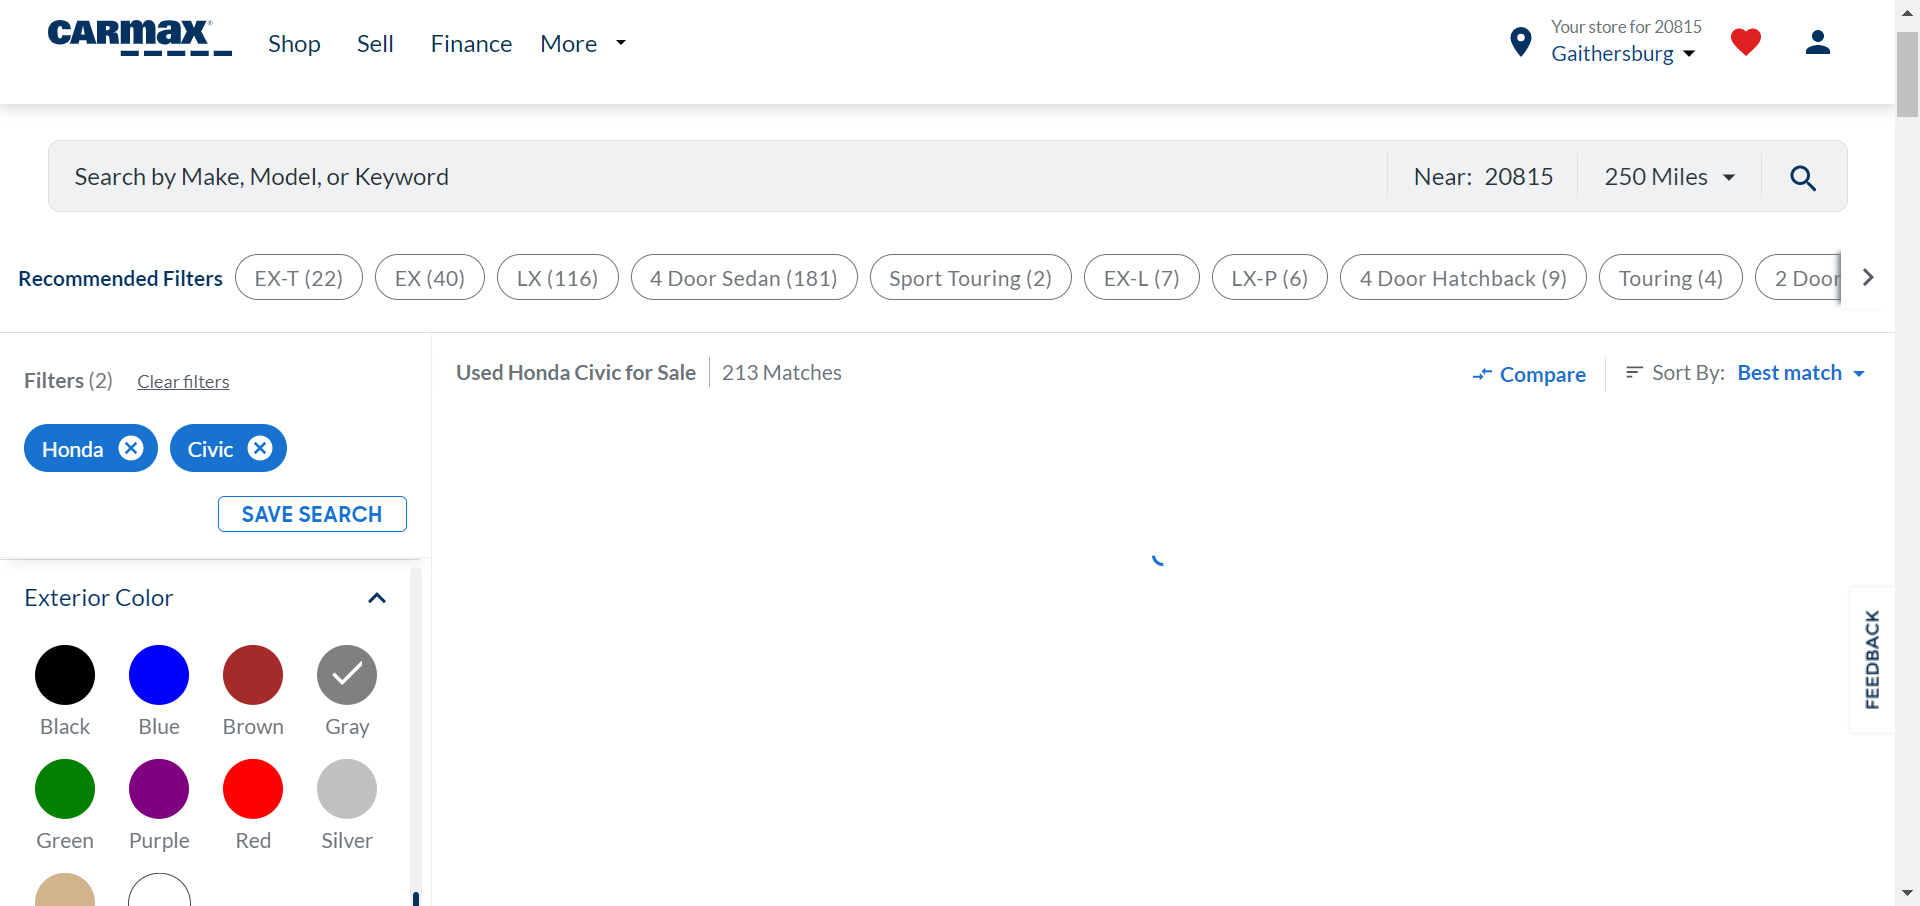 CARMAX
Shop Sell Finance More
Your store for 20815
Gaithersburg
Search by Make, Model, or Keyword Near: 20815 250 Miles
Recommended Filters EX-T (22) EX (40) LX (116) 4 Door Sedan (181) Sport Touring (2) EX-L (7) LX-P (6) 4 Door Hatchback (9) Touring (4) 2 Door
Filters (2) Clear filters
Used Honda Civic for Sale 213 Matches
Compare Sort By: Best match
Honda Civic
SAVE SEARCH
Exterior Color
Black Blue Brown Gray
Green Purple Red Silver
FEEDBACK